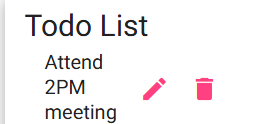 Todo List
Attend
2PM
meeting